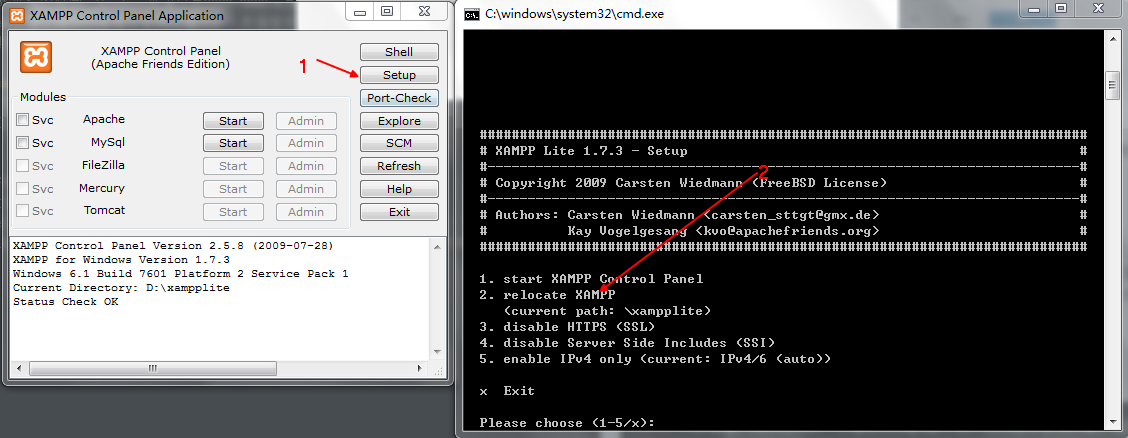 XAMPP Control Panel Application
XAMPP Control Panel
(Apache Friends Edition)
Shell
1
Setup
Modules
Port-Check
Svc Apache Start Admin Explore
Svc MySql Start Admin SCM
Svc FileZilla Start Admin Refresh
Svc Mercury Start Admin Help
Svc Tomcat Start Admin Exit
XAMPP Control Panel Version 2.5.8 (2009-07-28)
XAMPP for Windows Version 1.7.3
Windows 6.1 Build 7601 Platform 2 Service Pack 1
Current Directory: D:\xampplite
Status Check OK
C:\windows\system32\cmd.exe
############################################################################
# XAMPP Lite 1.7.3 - Setup #
#--------------------------------------------------------------------------#
2
# Copyright 2009 Carsten Wiedmann (FreeBSD License) #
#--------------------------------------------------------------------------#
# Authors: Carsten Wiedmann <carsten_sttgt@gmx.de> #
# Kay Vogelgesang <kvo@apachefriends.org> #
############################################################################
1. start XAMPP Control Panel
2. relocate XAMPP
(current path: \xampplite)
3. disable HTTPS (SSL)
4. disable Server Side Includes (SSI)
5. enable IPv4 only (current: IPv4/6 (auto))
x Exit
Please choose (1-5/x):